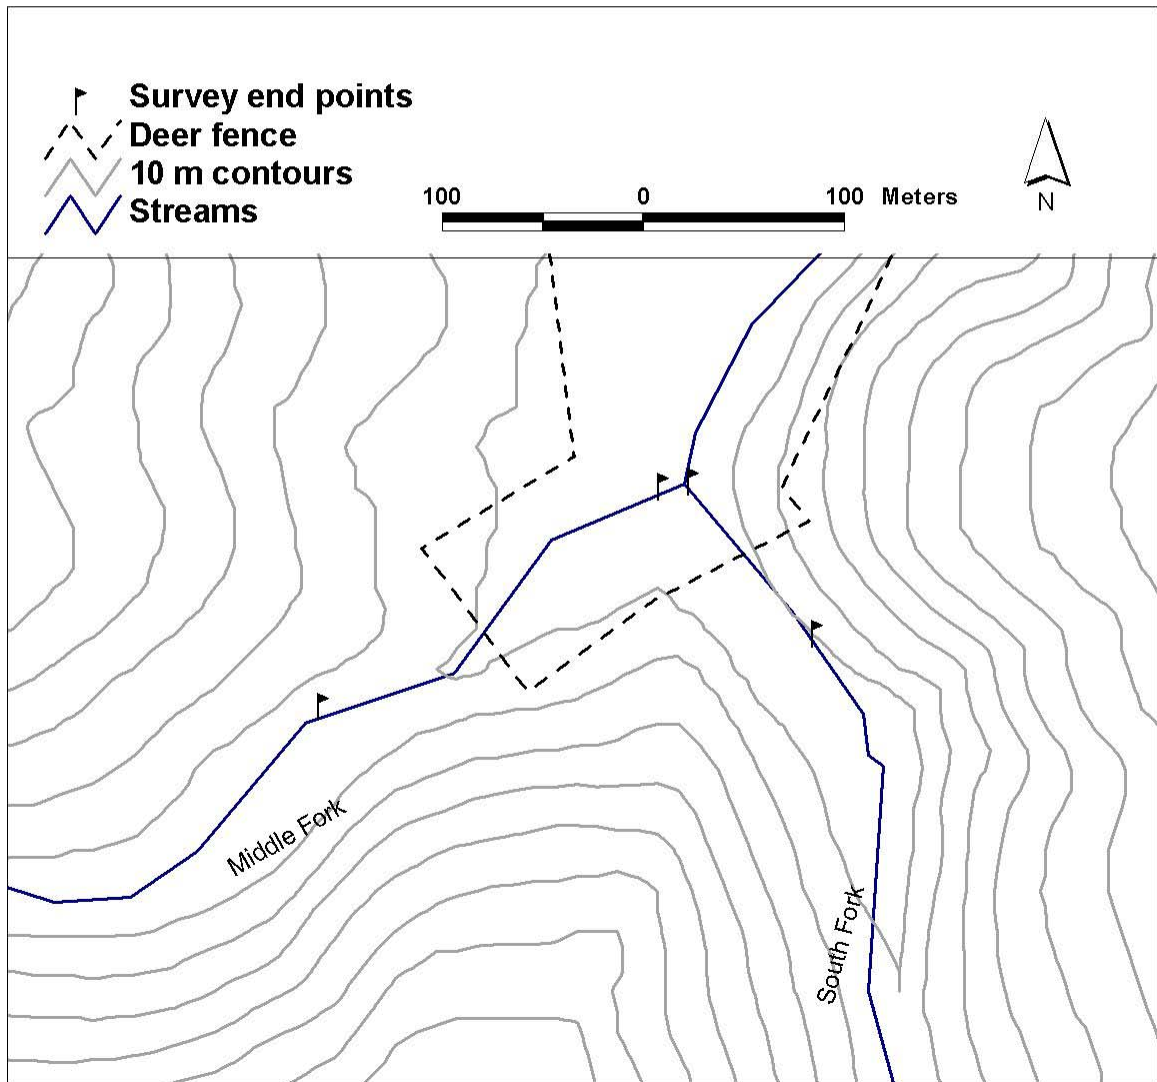 Survey end points
Deer fence
10 m contours
Streams
100 0 100 Meters
N
Middle Fork
South Fork